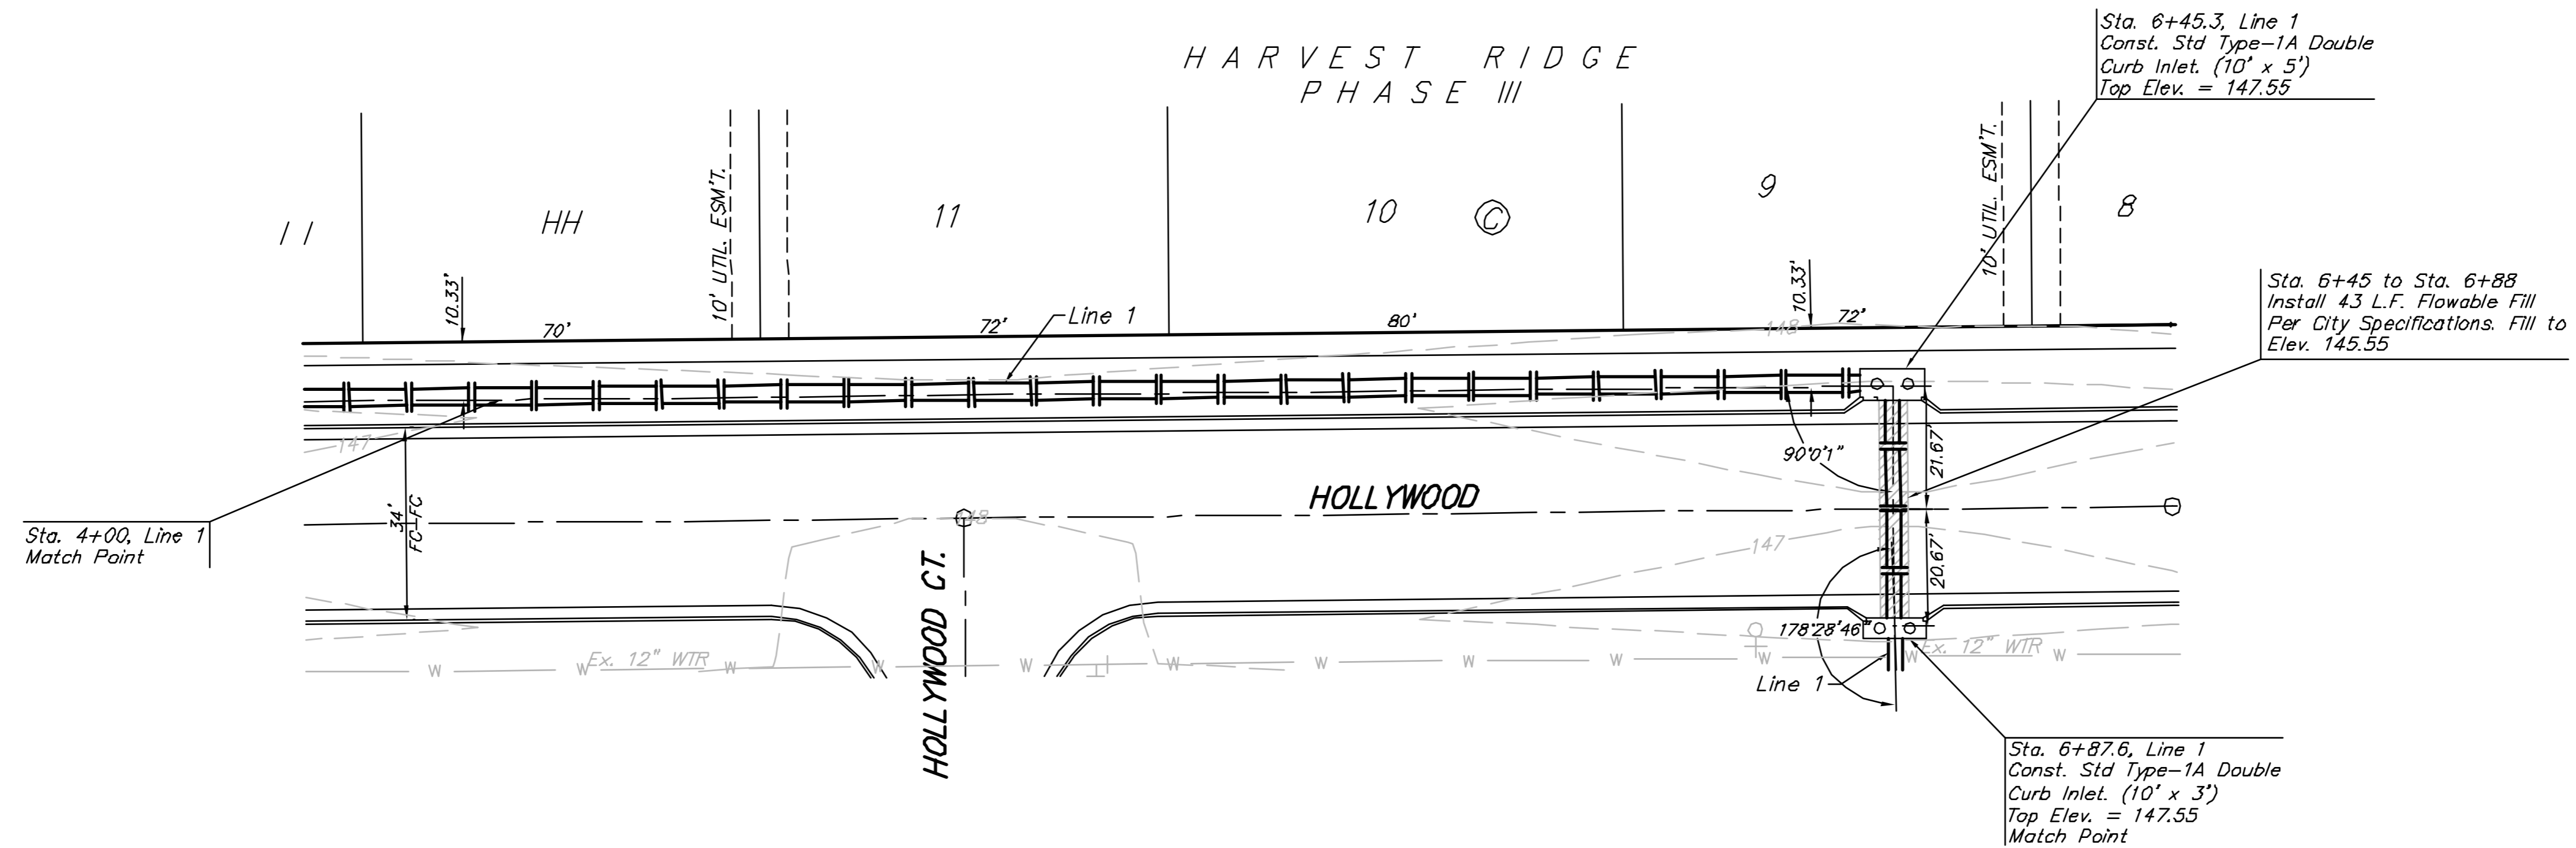 HARVEST RIDGE
PHASE III
Sta. 6+45.3, Line 1
Const. Std Type-1A Double
Curb Inlet. (10' x 5')
Top Elev. = 147.55
11
HH
10' UTIL. ESM'T.
11
10
C
9
10' UTIL. ESM'T.
8
Sta. 6+45 to Sta. 6+88
Install 43 L.F. Flowable Fill
Per City Specifications. Fill to
Elev. 145.55
10.33'
70'
72'
Line 1
80'
148
10.33'
72'
147
90°0'1"
21.67'
HOLLYWOOD
34'
FC-FC
Sta. 4+00, Line 1
Match Point
148
147
20.67'
HOLLYWOOD CT.
178°28'46"
Ex. 12" WTR
Ex. 12" WTR
W W W W W W W W W W W W
Line 1
Sta. 6+87.6, Line 1
Const. Std Type-1A Double
Curb Inlet. (10' x 3')
Top Elev. = 147.55
Match Point